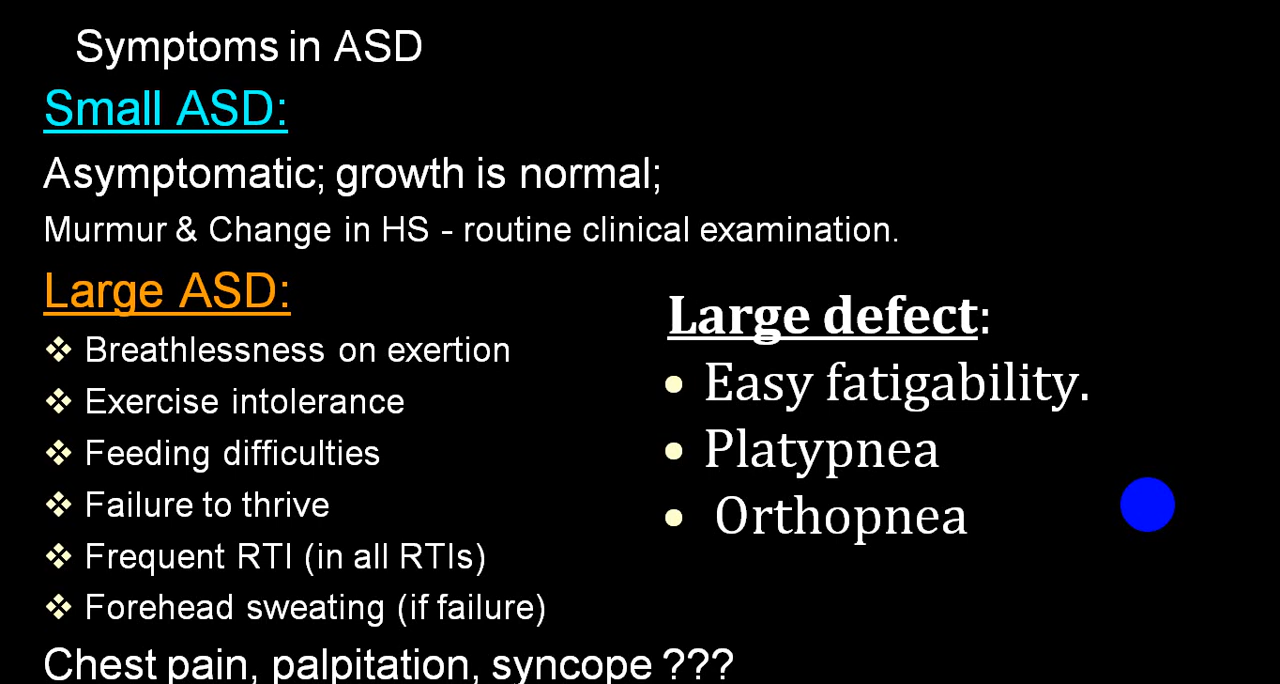 Symptoms in ASD
Small ASD:
Asymptomatic; growth is normal;
Murmur & Change in HS - routine clinical examination.
Large ASD:
❖ Breathlessness on exertion
❖ Exercise intolerance
❖ Feeding difficulties
❖ Failure to thrive
❖ Frequent RTI (in all RTIs)
❖ Forehead sweating (if failure)
Chest pain, palpitation, syncope ???
Large defect:
• Easy fatigability.
• Platypnea
• Orthopnea